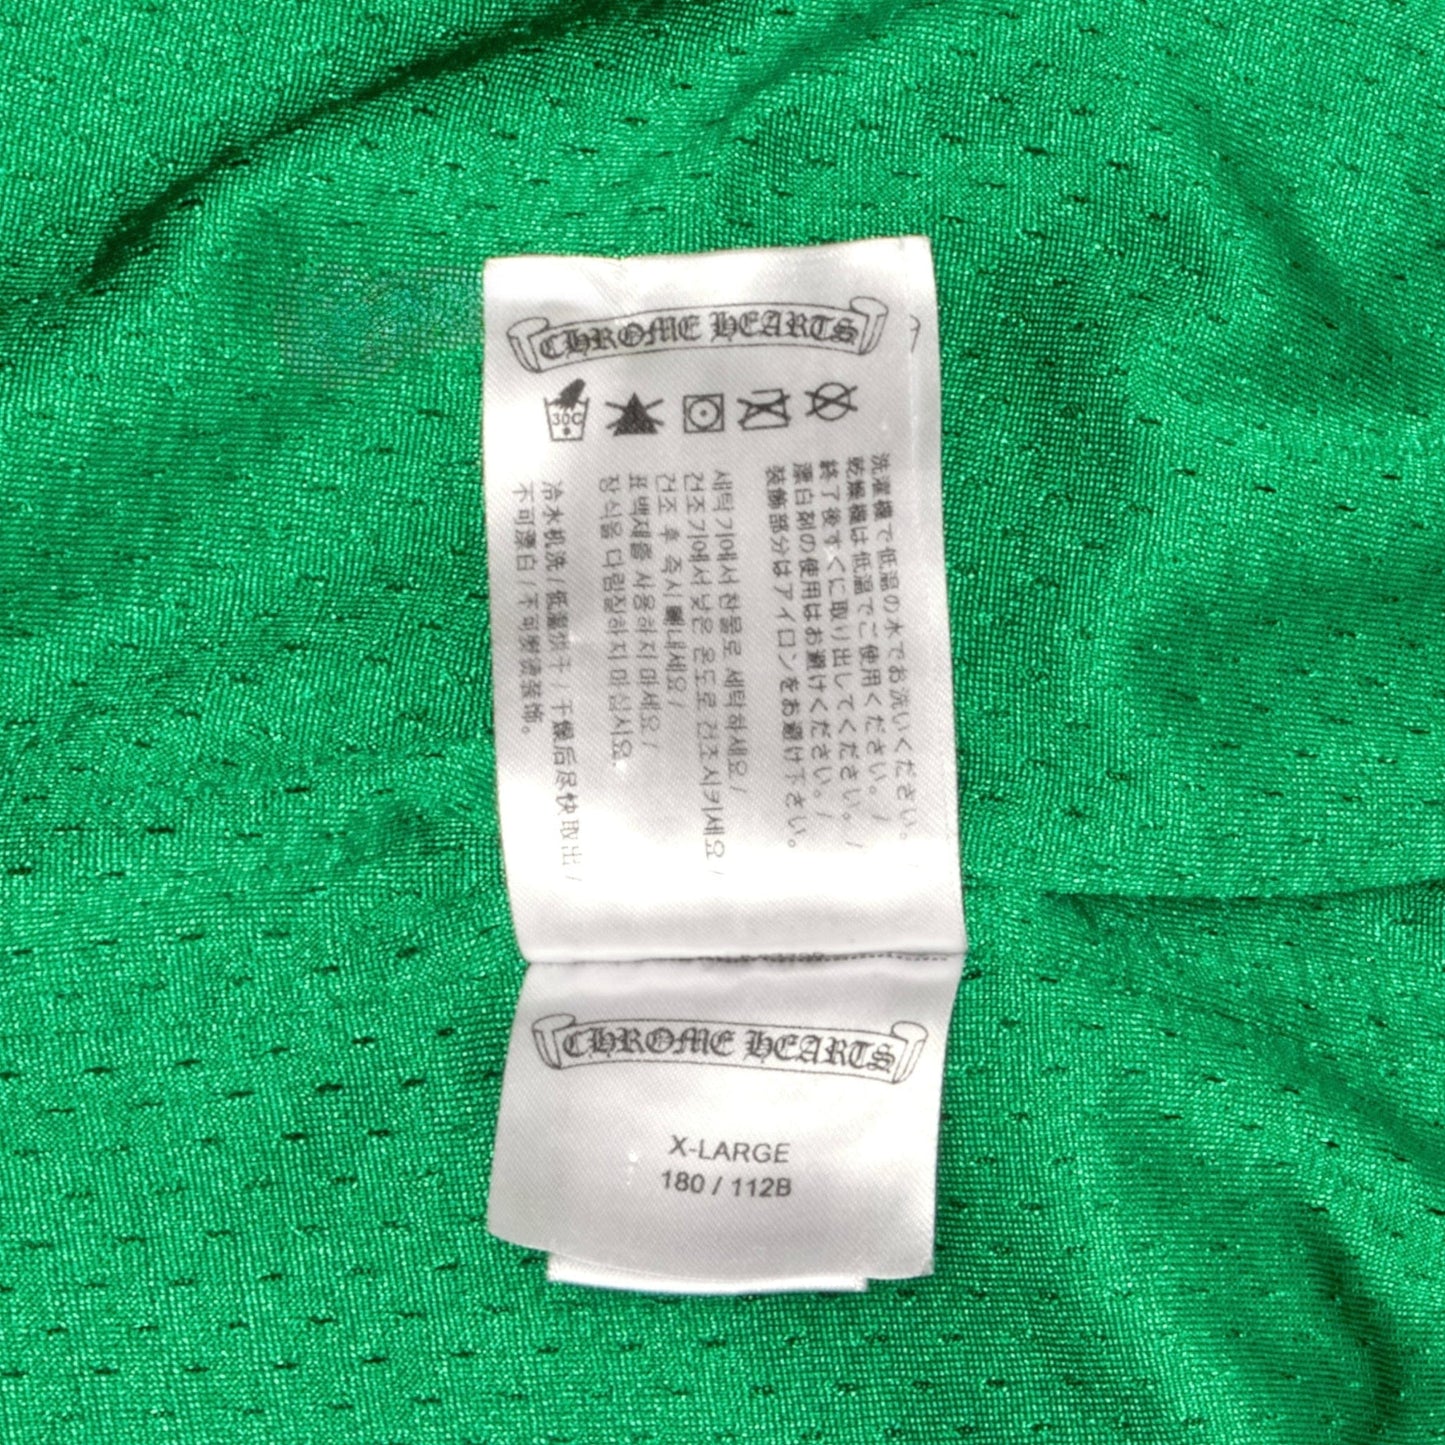 CHROME HEARTS
30C
洗濯機で低温の水でお洗いください。/
乾燥機は低温でご使用ください。/
終了後すぐに取り出してください。/
漂白剤の使用はお避けください。/
装飾部分はアイロンをお避け下さい。
세탁기에서 찬물로 세탁하세요 /
건조기에서 낮은 온도로 건조시키세요 /
건조 후 즉시 빼내세요 /
표백제를 사용하지 마세요 /
장식을 다림질하지 마십시요.
冷水机洗 / 低温烘干 / 干燥后尽快取出 /
不可漂白 / 不可熨烫装饰。
CHROME HEARTS
X-LARGE
180 / 112B